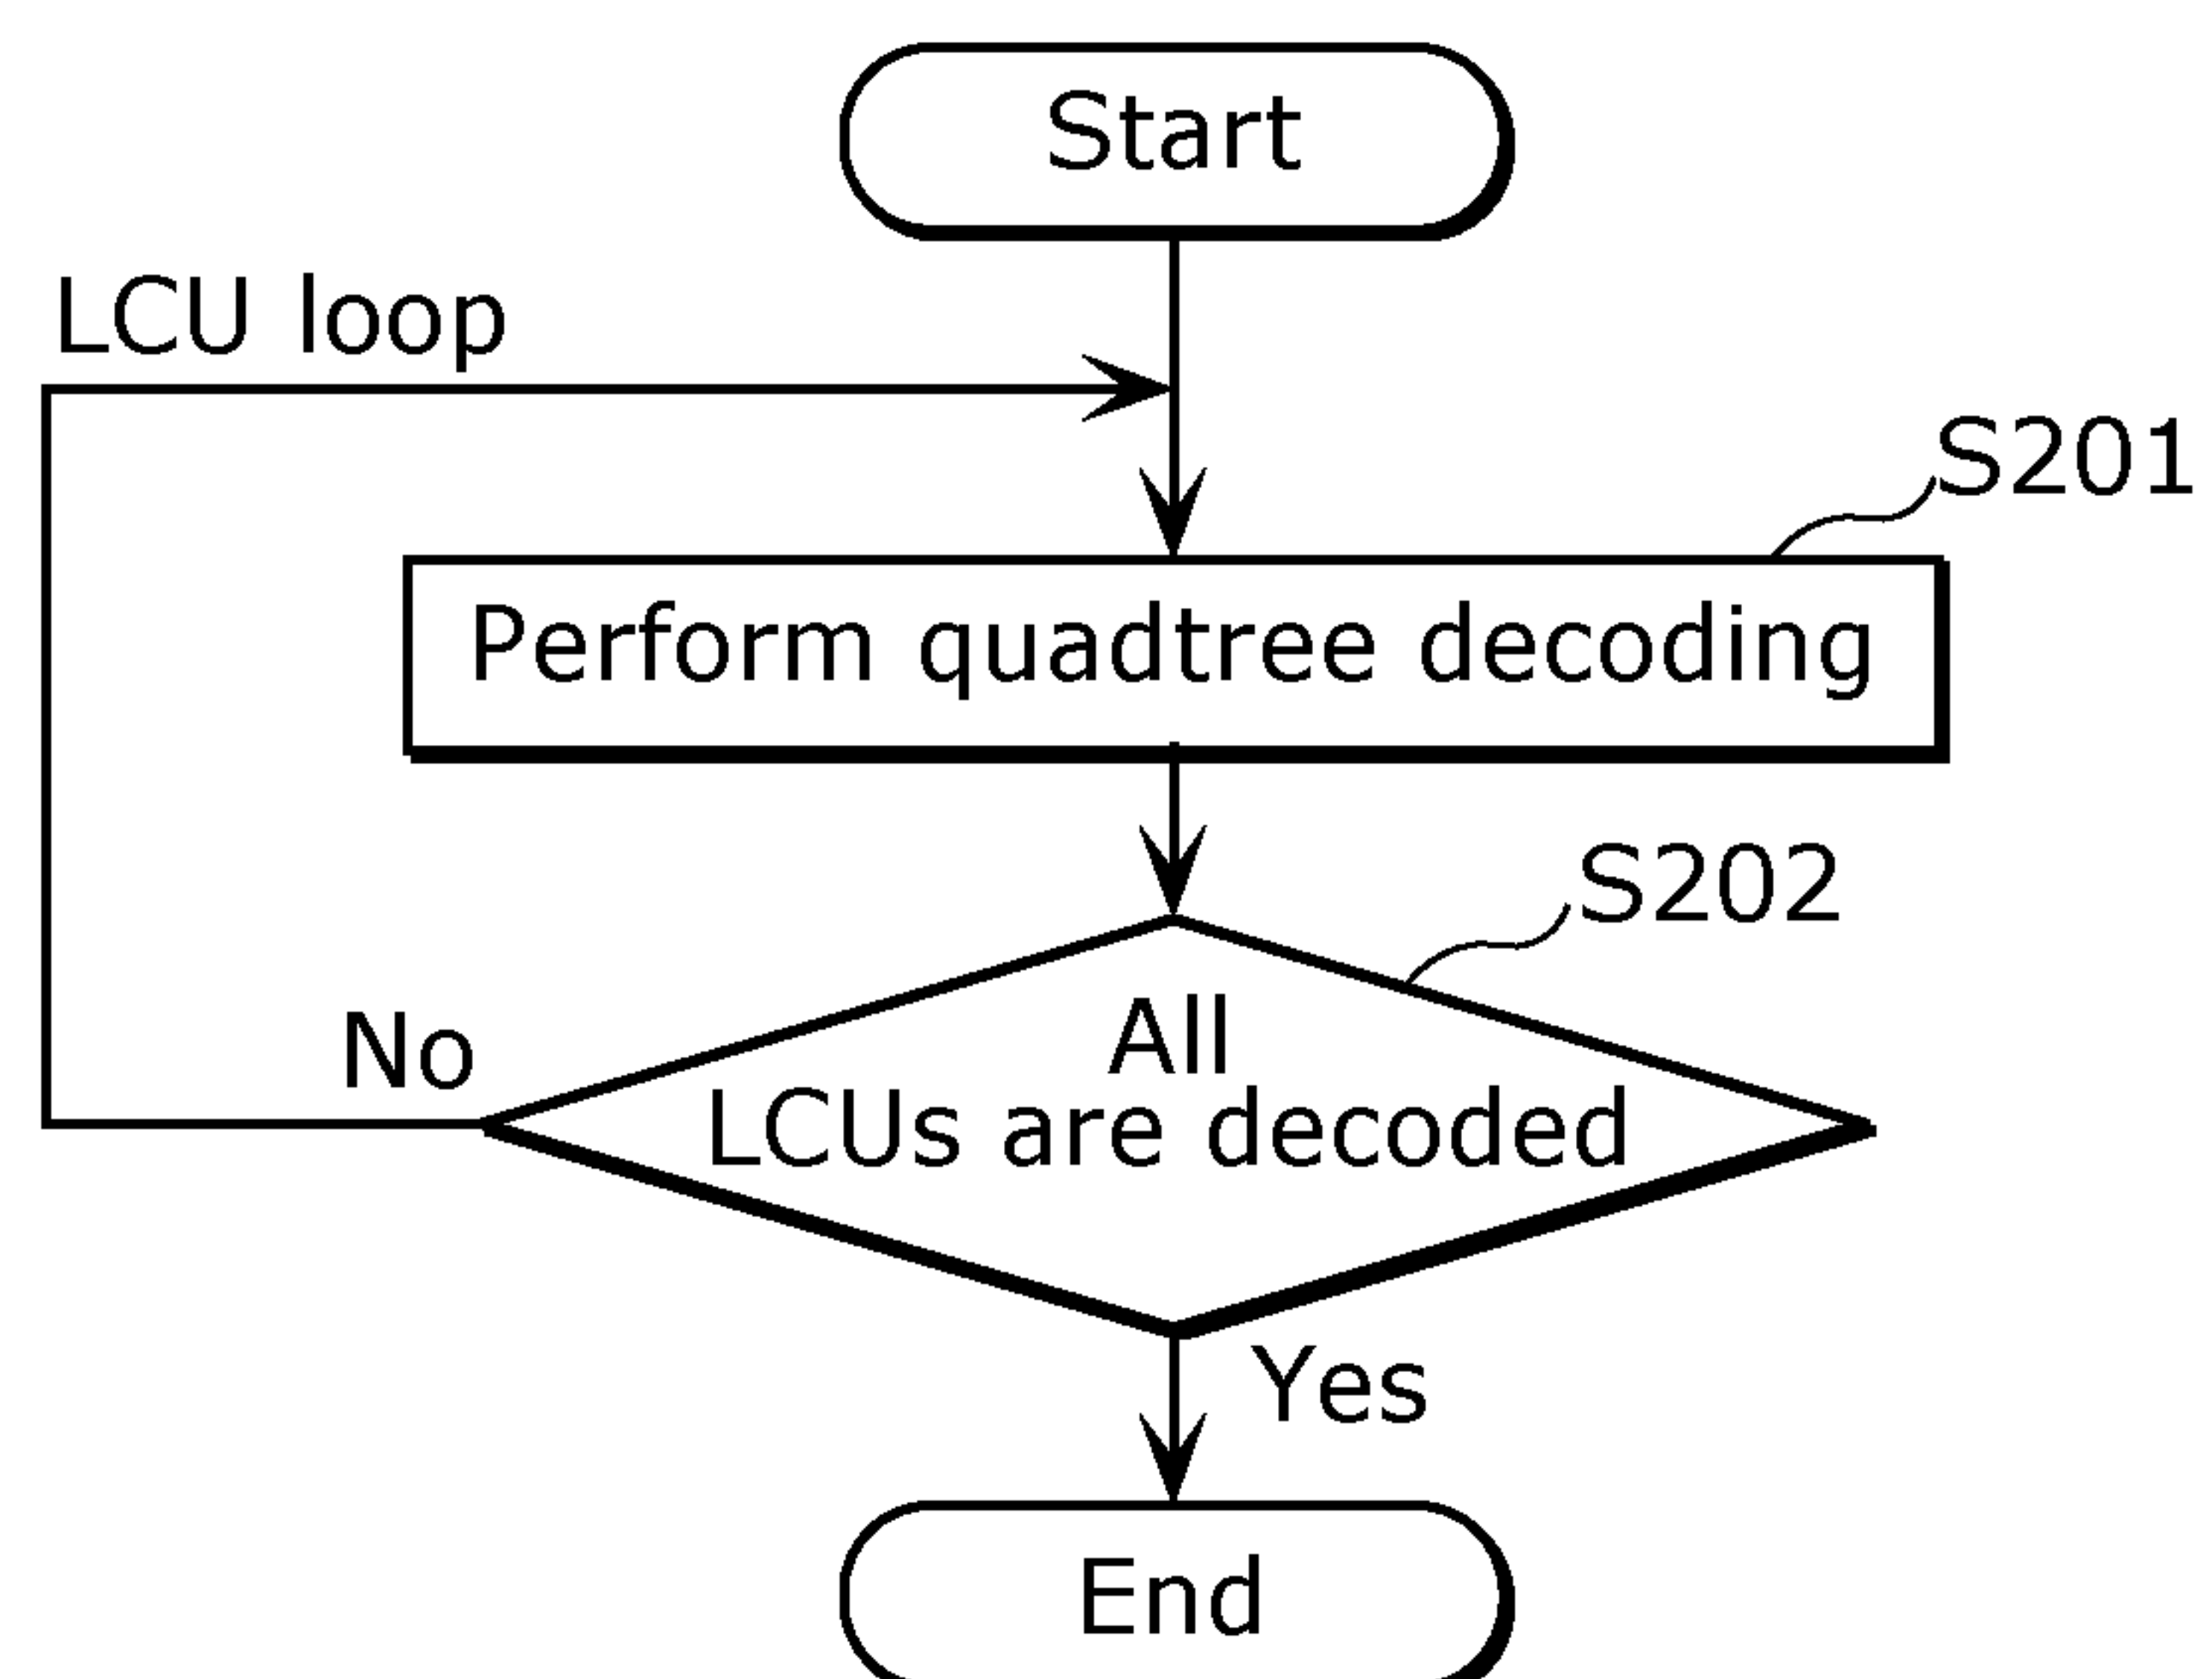 Start
LCU loop
S201
Perform quadtree decoding
S202
No
All
LCUs are decoded
Yes
End